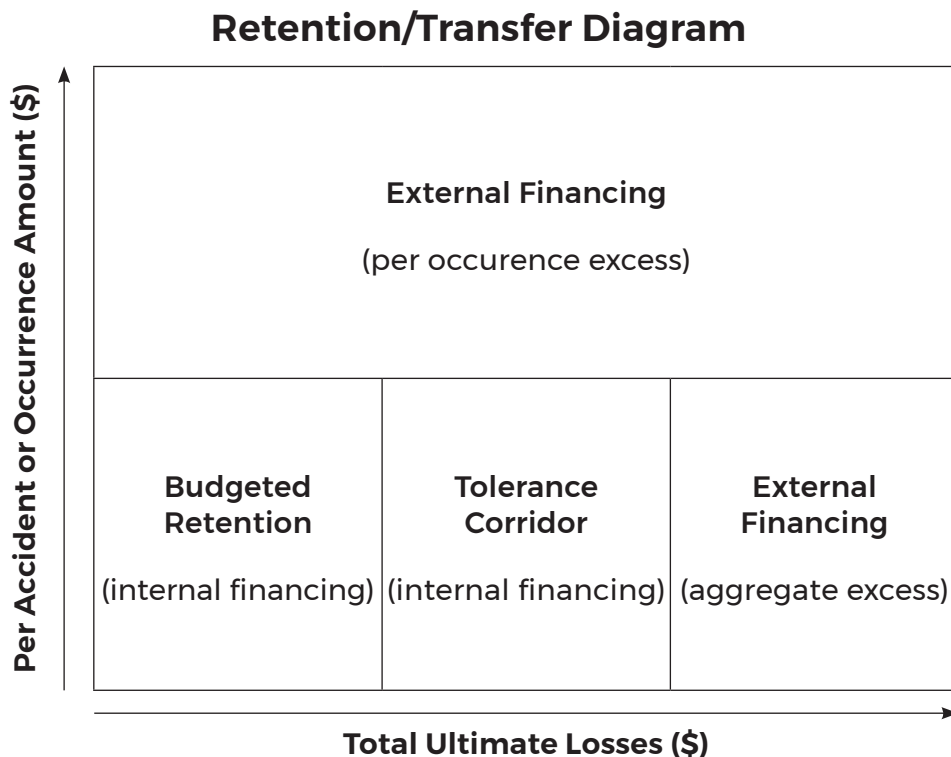 Retention/Transfer Diagram
Per Accident or Occurrence Amount ($)
External Financing
(per occurence excess)
Budgeted
Retention
(internal financing)
Tolerance
Corridor
(internal financing)
External
Financing
(aggregate excess)
Total Ultimate Losses ($)